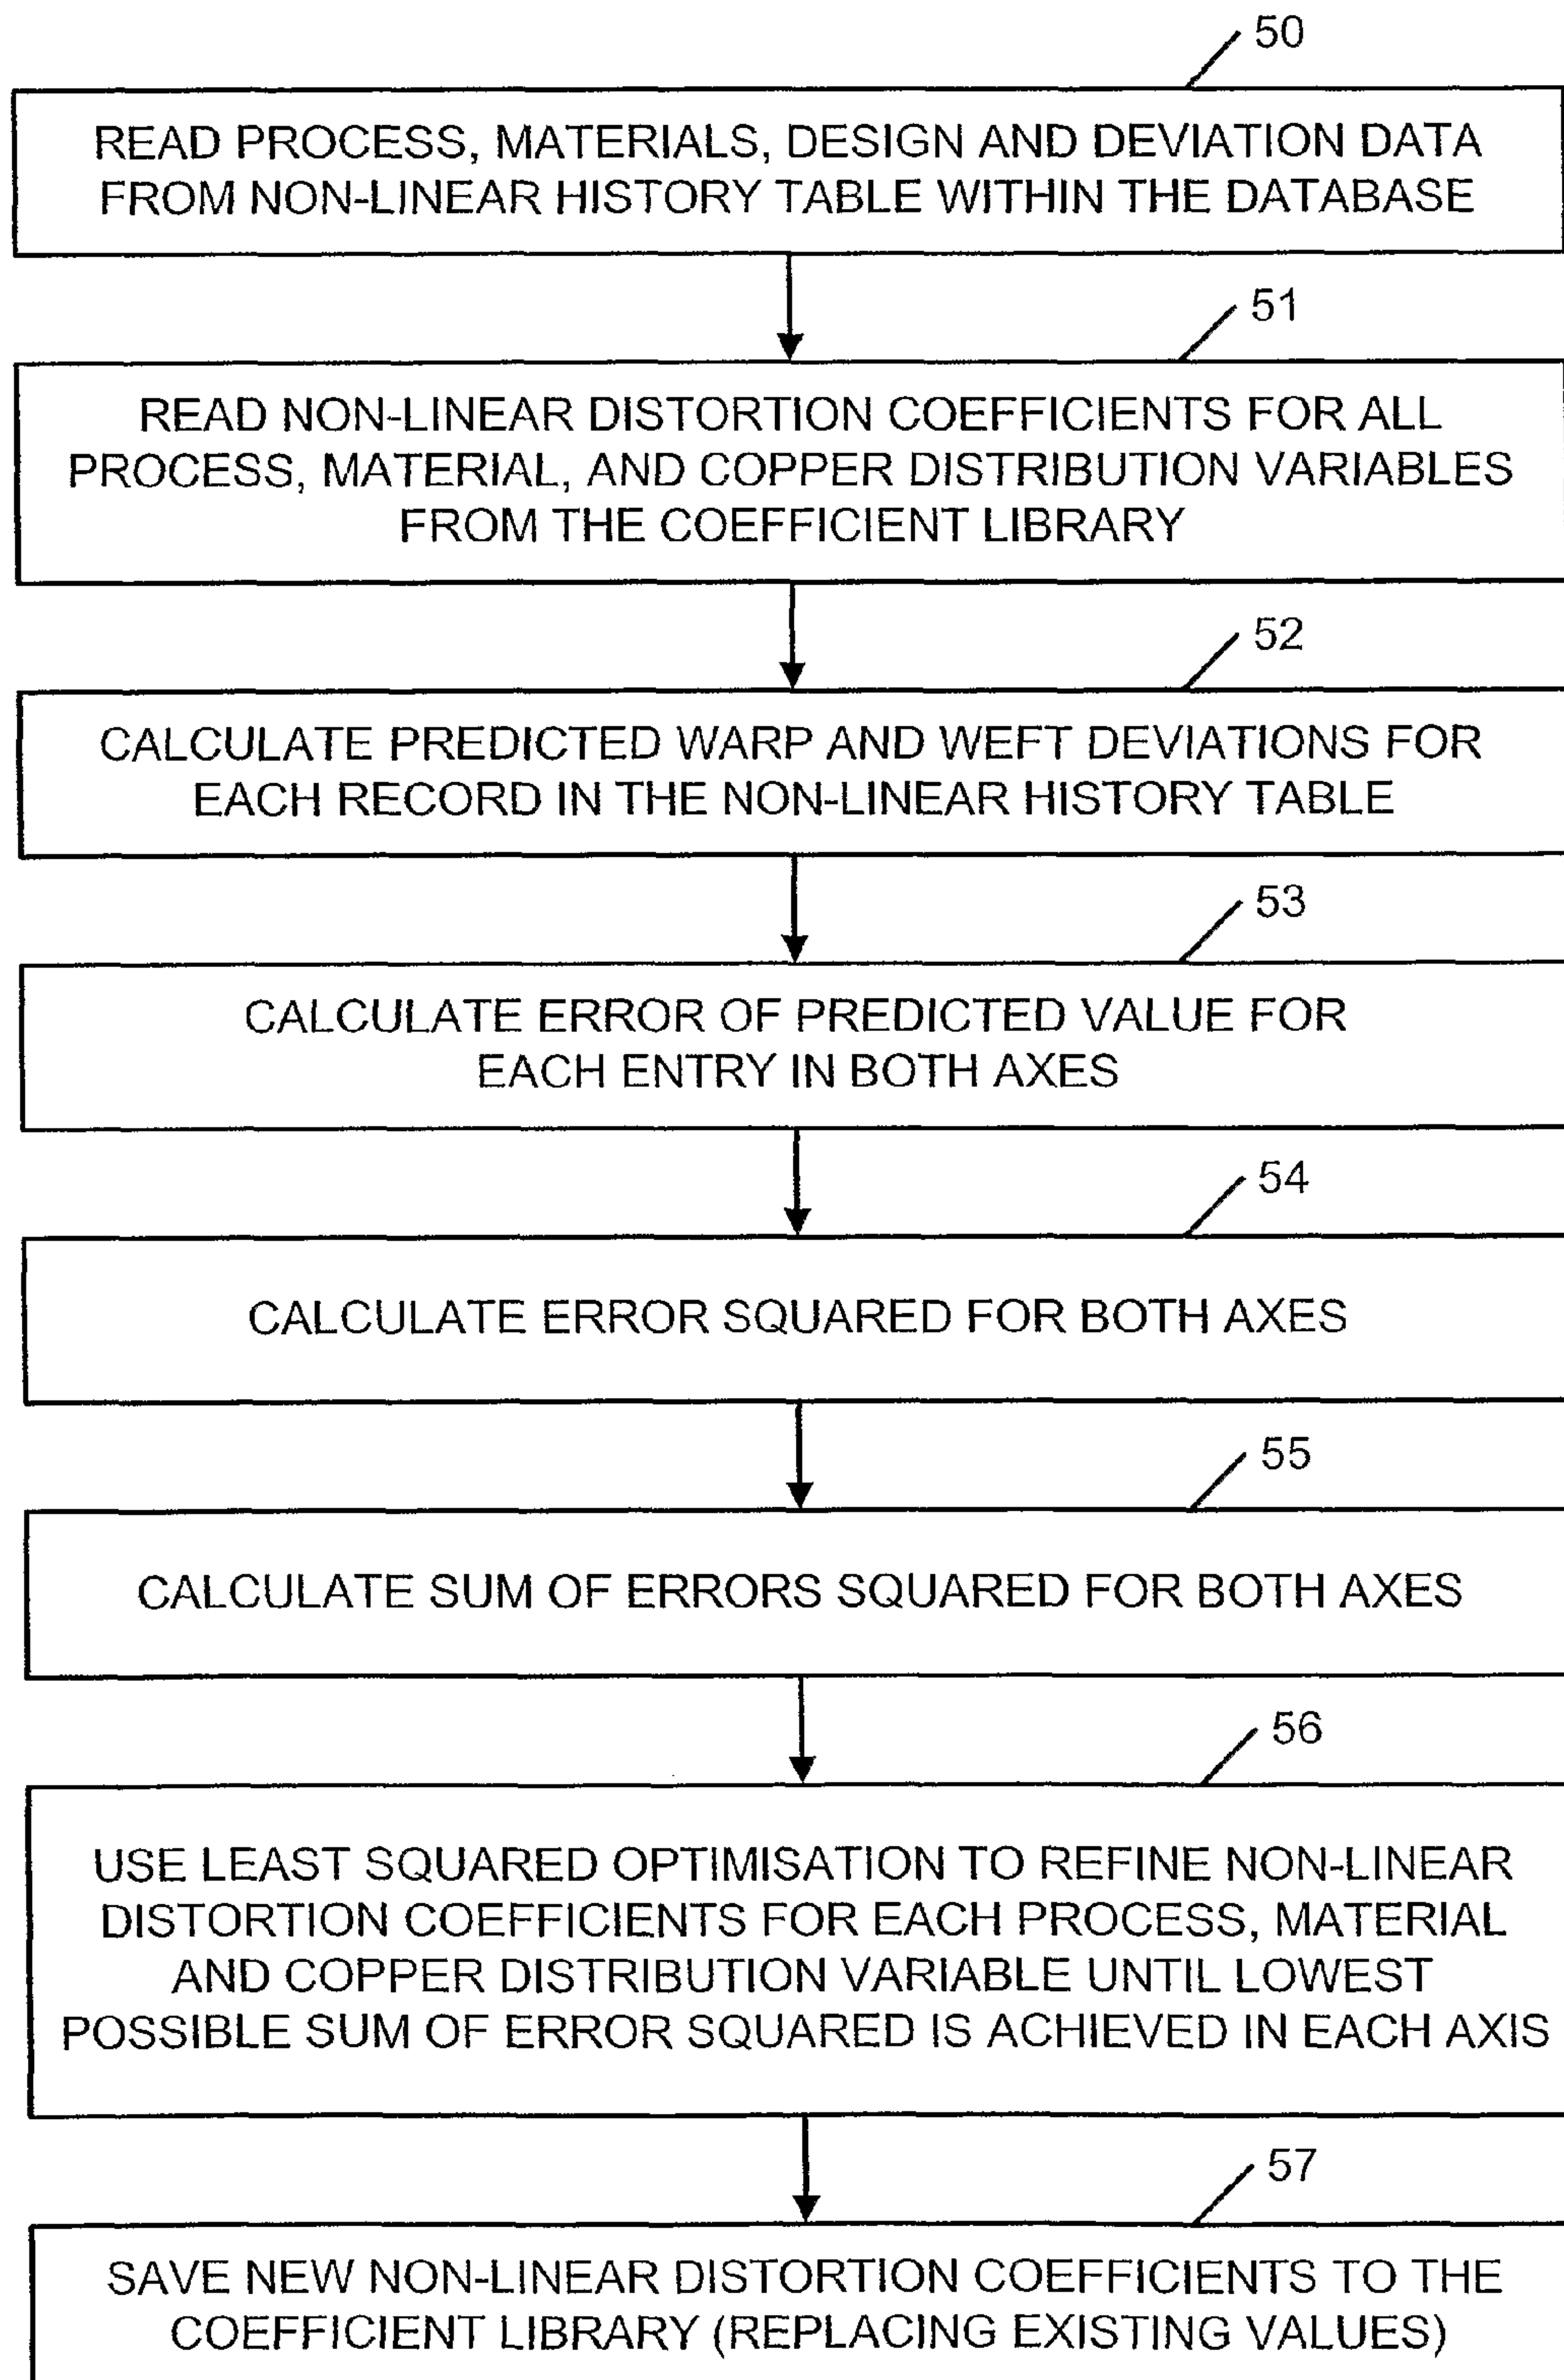 50
READ PROCESS, MATERIALS, DESIGN AND DEVIATION DATA
FROM NON-LINEAR HISTORY TABLE WITHIN THE DATABASE
51
READ NON-LINEAR DISTORTION COEFFICIENTS FOR ALL
PROCESS, MATERIAL, AND COPPER DISTRIBUTION VARIABLES
FROM THE COEFFICIENT LIBRARY
52
CALCULATE PREDICTED WARP AND WEFT DEVIATIONS FOR
EACH RECORD IN THE NON-LINEAR HISTORY TABLE
53
CALCULATE ERROR OF PREDICTED VALUE FOR
EACH ENTRY IN BOTH AXES
54
CALCULATE ERROR SQUARED FOR BOTH AXES
55
CALCULATE SUM OF ERRORS SQUARED FOR BOTH AXES
56
USE LEAST SQUARED OPTIMISATION TO REFINE NON-LINEAR
DISTORTION COEFFICIENTS FOR EACH PROCESS, MATERIAL
AND COPPER DISTRIBUTION VARIABLE UNTIL LOWEST
POSSIBLE SUM OF ERROR SQUARED IS ACHIEVED IN EACH AXIS
57
SAVE NEW NON-LINEAR DISTORTION COEFFICIENTS TO THE
COEFFICIENT LIBRARY (REPLACING EXISTING VALUES)